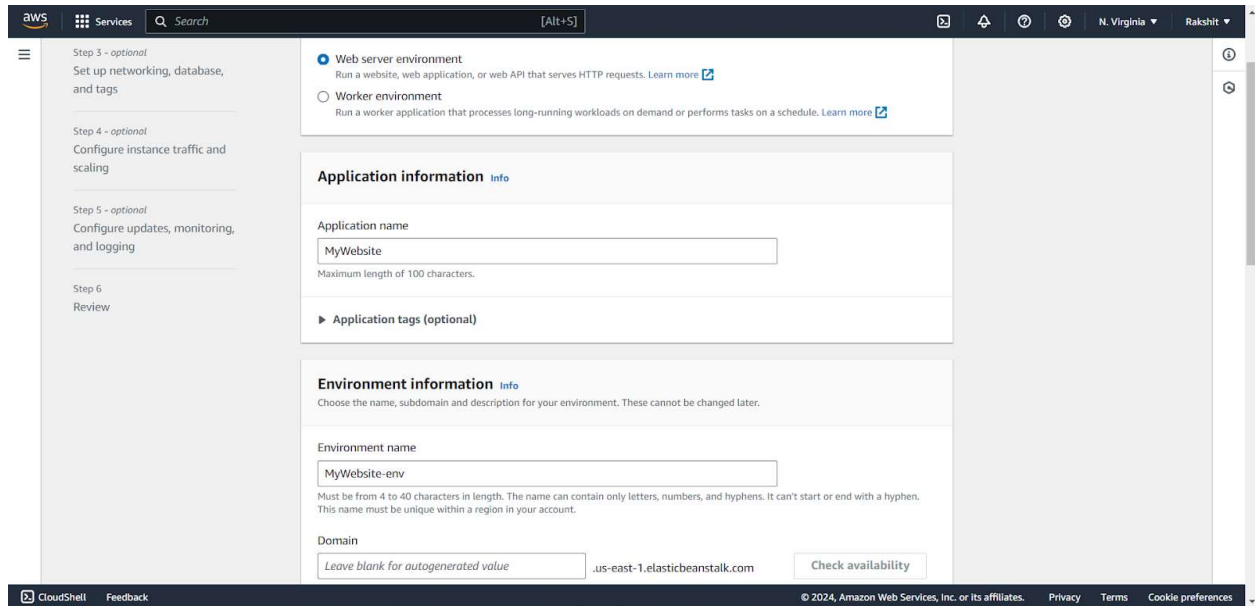 aws
Services
Search
[Alt+S]
N. Virginia ▼
Rakshit ▼
Step 3 - optional
Set up networking, database,
and tags
Step 4 - optional
Configure instance traffic and
scaling
Step 5 - optional
Configure updates, monitoring,
and logging
Step 6
Review
Web server environment
Run a website, web application, or web API that serves HTTP requests. Learn more
Worker environment
Run a worker application that processes long-running workloads on demand or performs tasks on a schedule. Learn more
Application information Info
Application name
MyWebsite
Maximum length of 100 characters.
Application tags (optional)
Environment information Info
Choose the name, subdomain and description for your environment. These cannot be changed later.
Environment name
MyWebsite-env
Must be from 4 to 40 characters in length. The name can contain only letters, numbers, and hyphens. It can't start or end with a hyphen.
This name must be unique within a region in your account.
Domain
Leave blank for autogenerated value
.us-east-1.elasticbeanstalk.com
Check availability
CloudShell
Feedback
© 2024, Amazon Web Services, Inc. or its affiliates.
Privacy
Terms
Cookie preferences